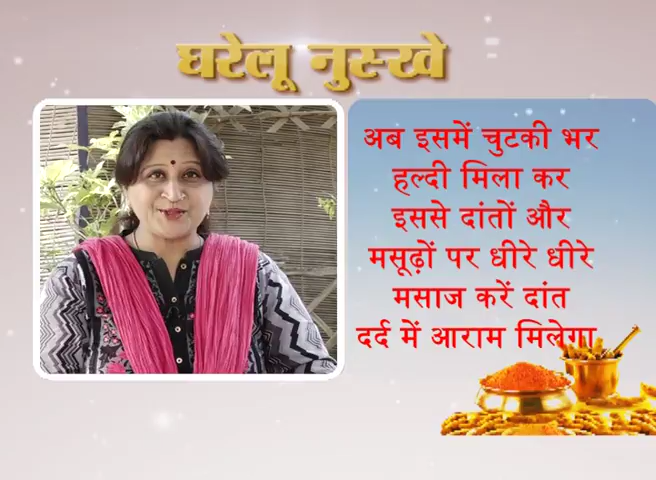 घरेलू नुस्खे
अब इसमें चुटकी भर
हल्दी मिला कर
इससे दांतों और
मसूढ़ों पर धीरे धीरे
मसाज करें दांत
दर्द में आराम मिलेगा